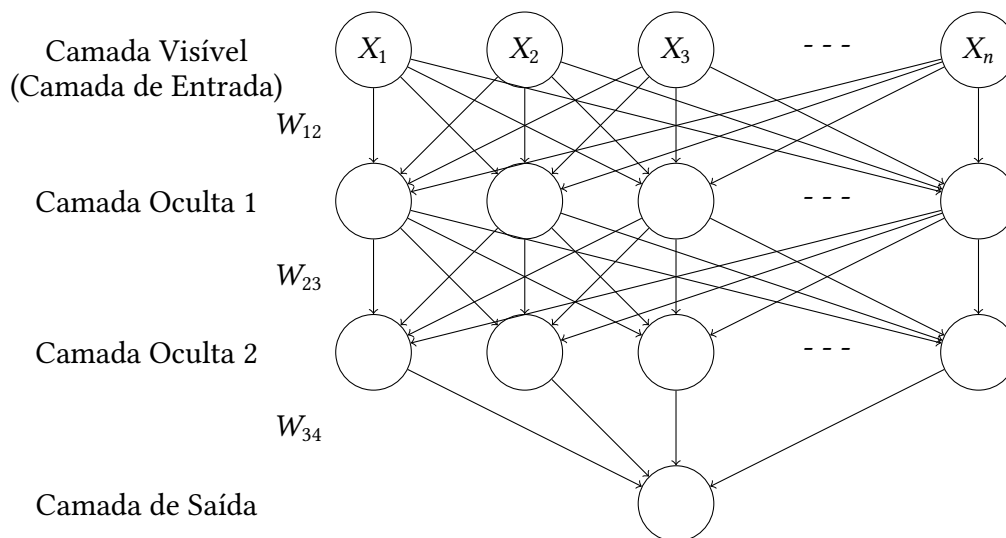 Camada Visível
(Camada de Entrada)
X₁ X₂ X₃ - - - Xₙ
W₁₂
Camada Oculta 1
- - -
W₂₃
Camada Oculta 2
- - -
W₃₄
Camada de Saída